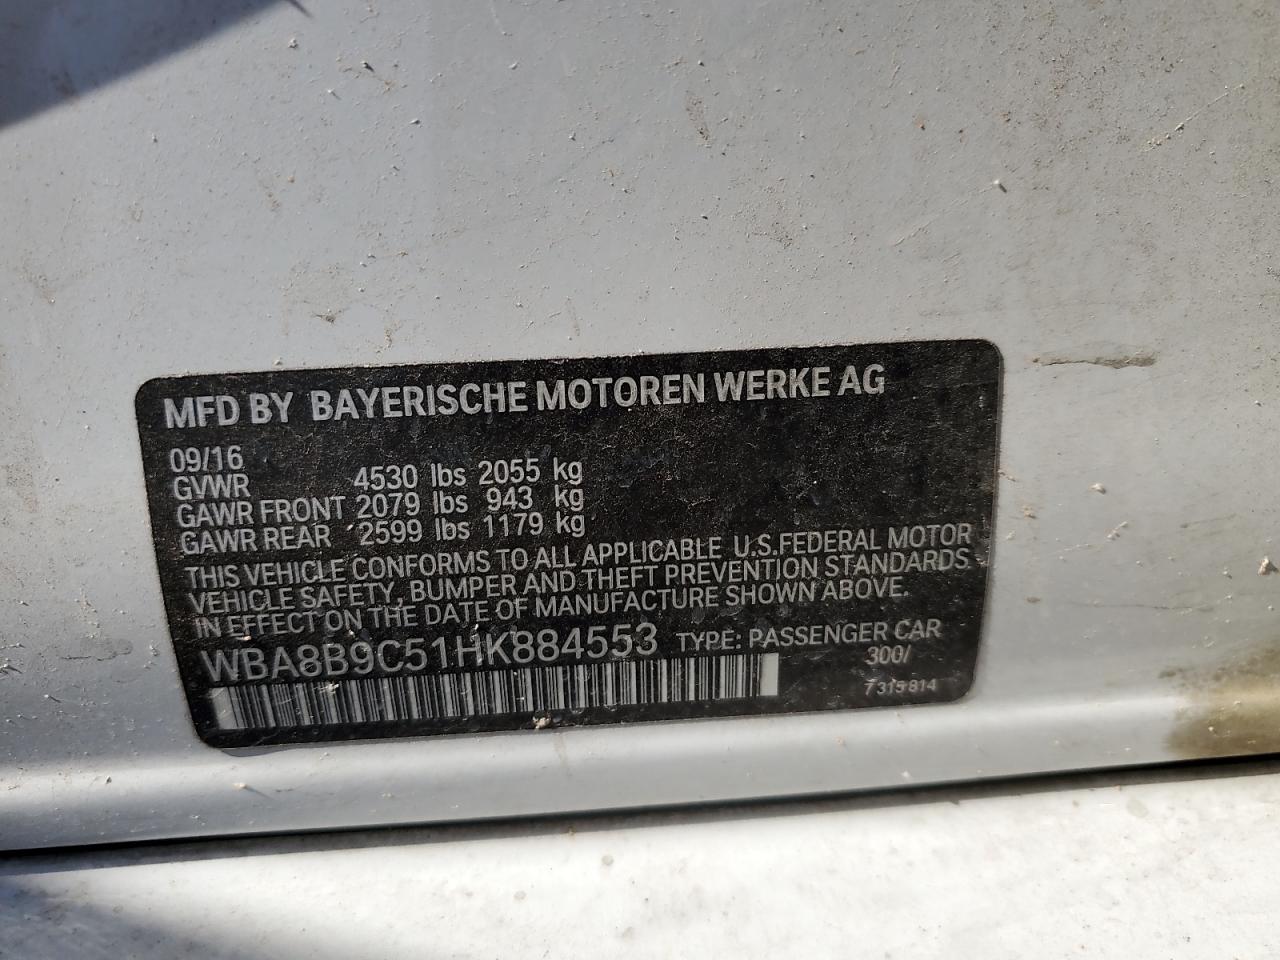 MFD BY BAYERISCHE MOTOREN WERKE AG
09/16
GVWR 4530 lbs 2055 kg
GAWR FRONT 2079 lbs 943 kg
GAWR REAR 2599 lbs 1179 kg
THIS VEHICLE CONFORMS TO ALL APPLICABLE U.S.FEDERAL MOTOR
VEHICLE SAFETY, BUMPER AND THEFT PREVENTION STANDARDS
IN EFFECT ON THE DATE OF MANUFACTURE SHOWN ABOVE.
WBA8B9C51HK884553 TYPE: PASSENGER CAR
300/
7 315 814